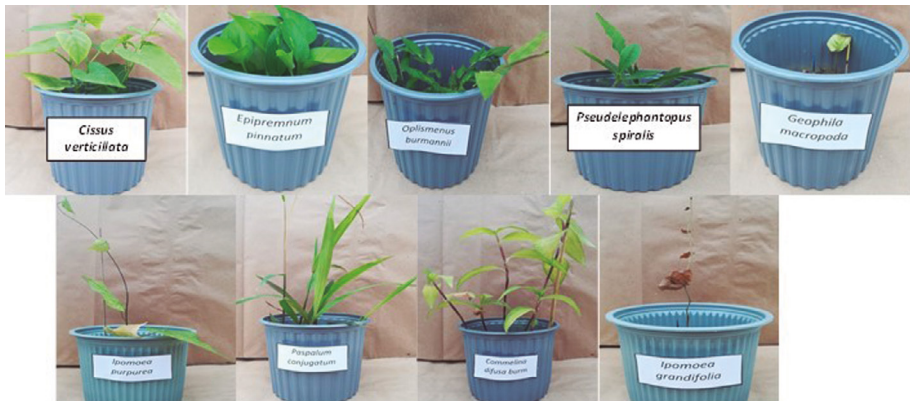 Cissus
verticillata
Epipremnum
pinnatum
Oplismenus
burmannii
Pseudelephantopus
spiralis
Geophila
macropoda
Ipomoea
purpurea
Paspalum
conjugatum
Commelina
difusa burm
Ipomoea
grandifolia